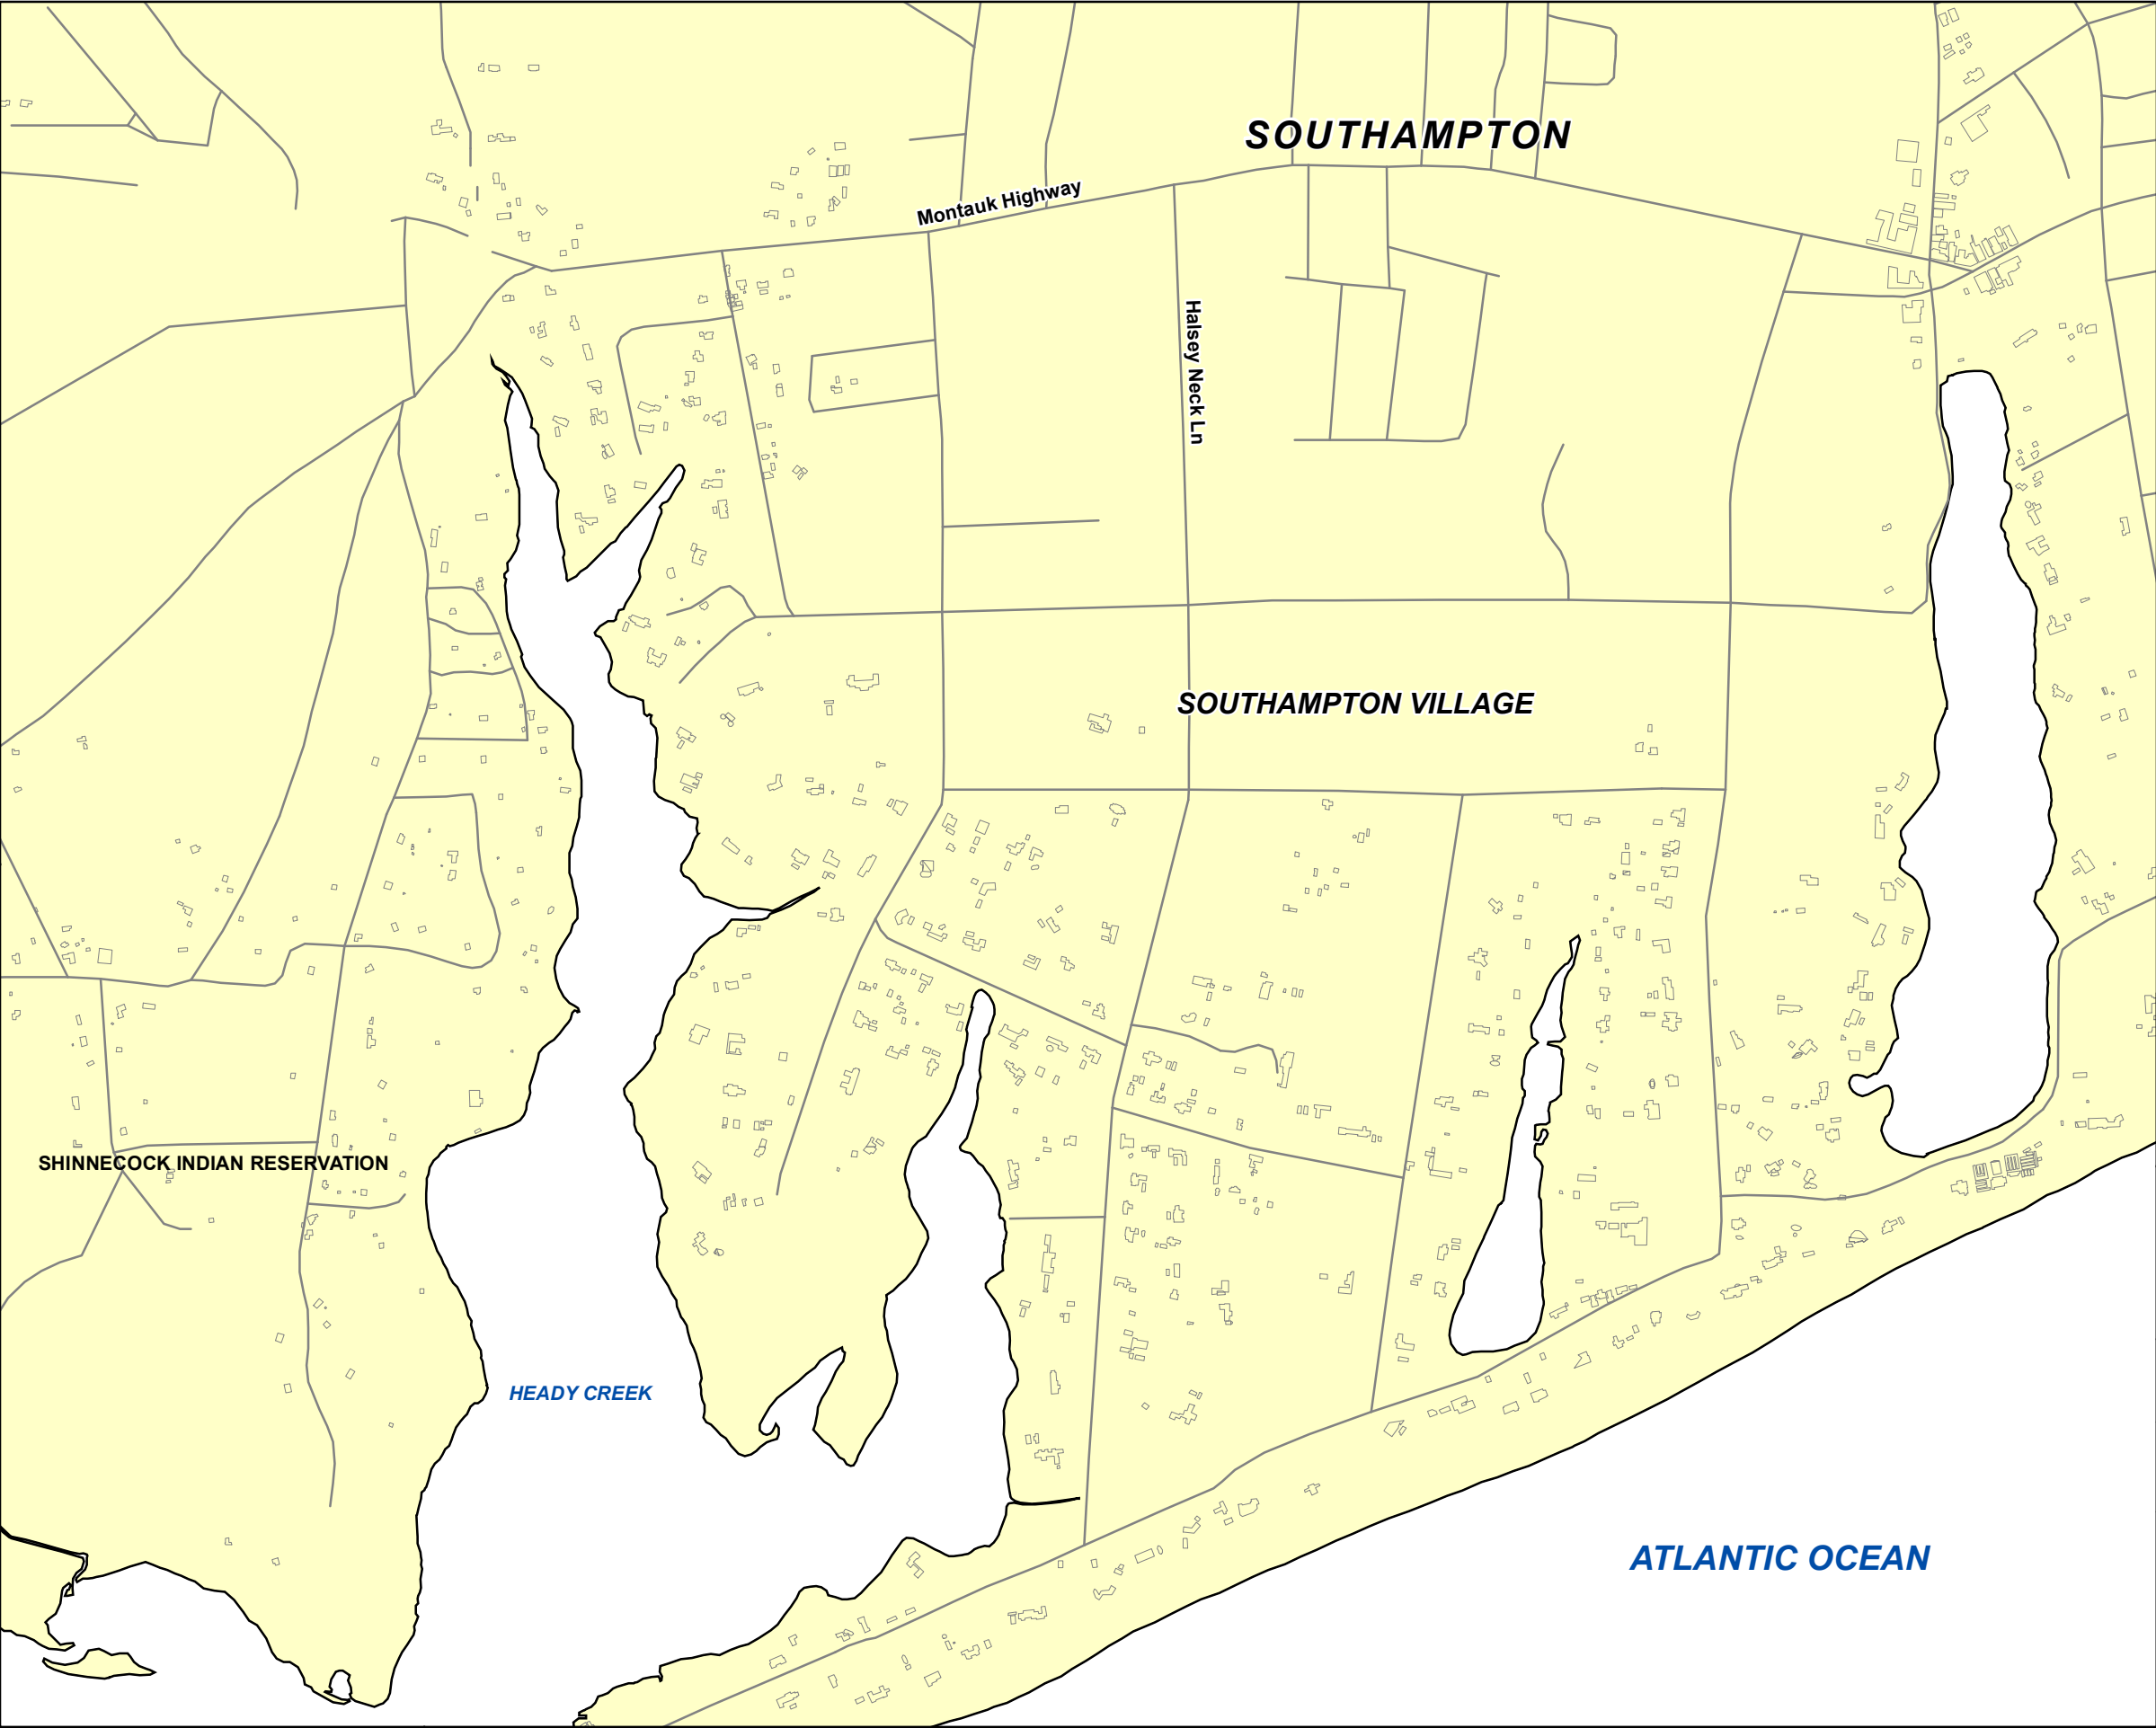 SOUTHAMPTON
Montauk Highway
Halsey Neck Ln
SOUTHAMPTON VILLAGE
SHINNECOCK INDIAN RESERVATION
HEADY CREEK
ATLANTIC OCEAN